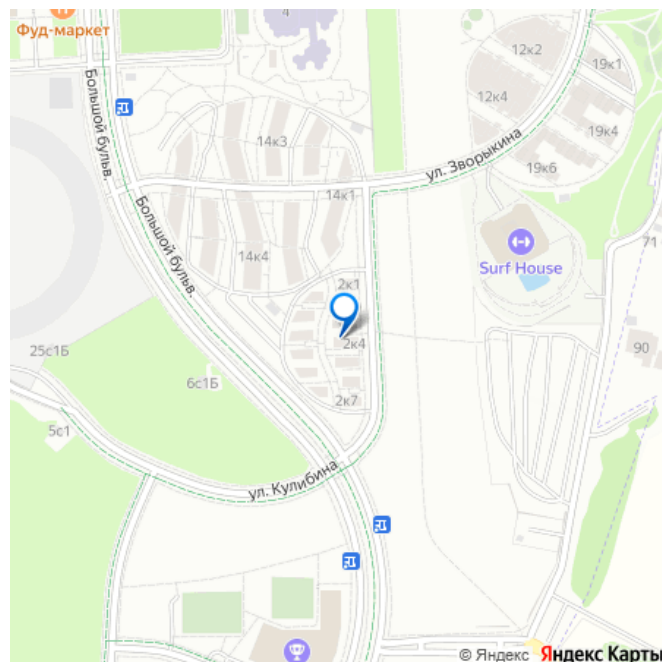 Фуд-маркет
4
12к2
19к1
Большой бульв.
12к4
19к4
14к3
ул. Зворыкина
19к6
14к1
Большой бульв.
71
14к4
Surf House
2к1
25с1Б
2к4
90
6с1Б
2к7
5с1
ул. Кулибина
© Яндекс Яндекс Карты